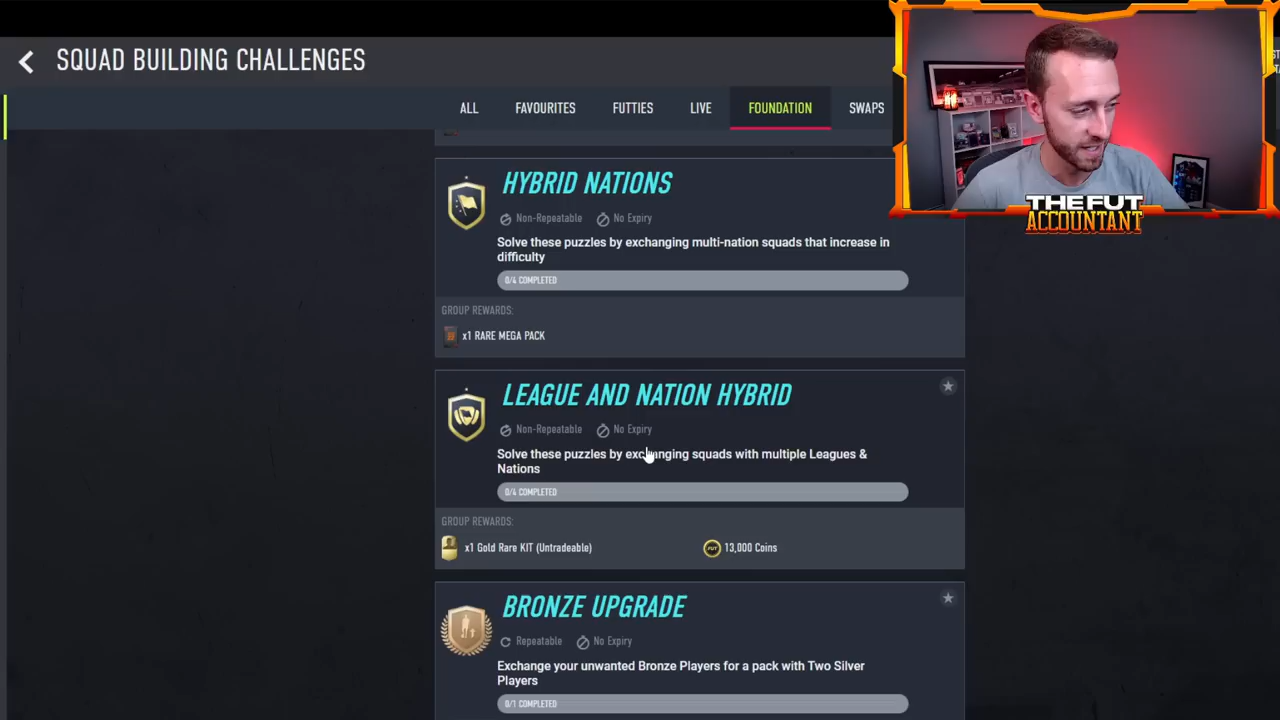 SQUAD BUILDING CHALLENGES
ALL
FAVOURITES
FUTTIES
LIVE
FOUNDATION
SWAPS
THE FUT
ACCOUNTANT
HYBRID NATIONS
Non-Repeatable
No Expiry
Solve these puzzles by exchanging multi-nation squads that increase in
difficulty
0/4 COMPLETED
GROUP REWARDS:
x1 RARE MEGA PACK
LEAGUE AND NATION HYBRID
Non-Repeatable
No Expiry
Solve these puzzles by exchanging squads with multiple Leagues &
Nations
0/4 COMPLETED
GROUP REWARDS:
x1 Gold Rare KIT (Untradeable)
FUT
13,000 Coins
BRONZE UPGRADE
Repeatable
No Expiry
Exchange your unwanted Bronze Players for a pack with Two Silver
Players
0/1 COMPLETED